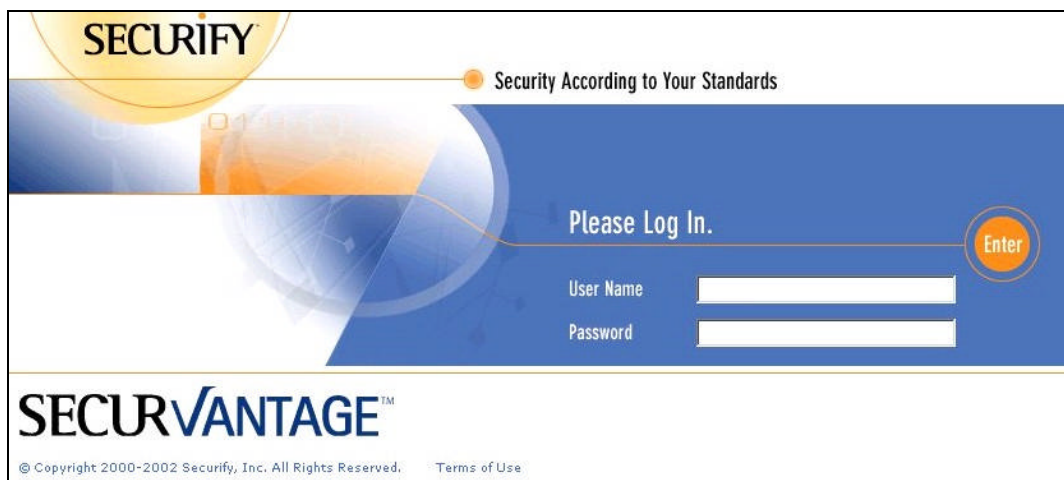 SECURIFY
Security According to Your Standards
Please Log In.
Enter
User Name
Password
SECURVANTAGE™
© Copyright 2000-2002 Securify, Inc. All Rights Reserved. Terms of Use